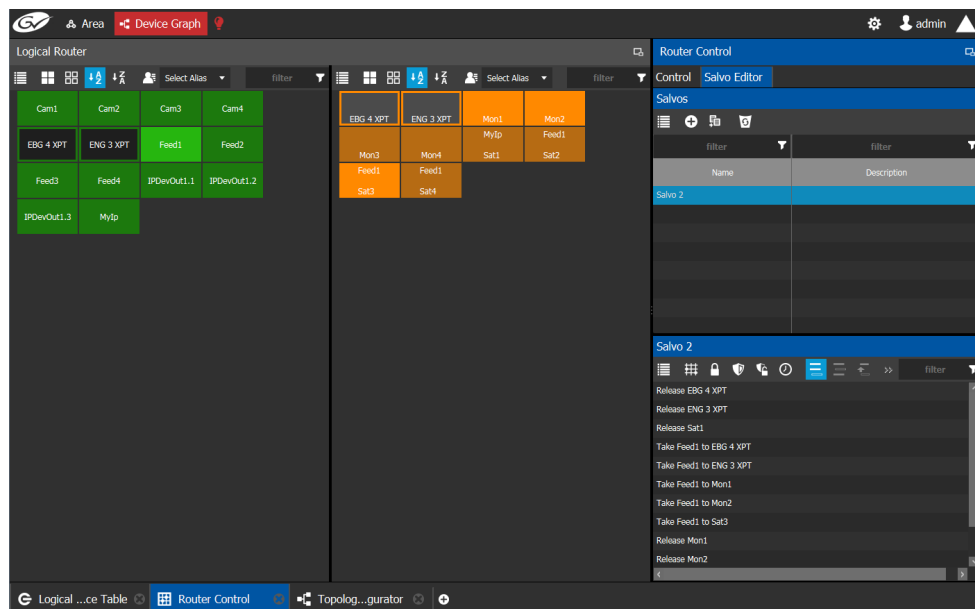 GV Area Device Graph admin
Logical Router
Select Alias filter
Cam1 Cam2 Cam3 Cam4
EBG 4 XPT ENG 3 XPT Feed1 Feed2
Feed3 Feed4 IPDevOut1.1 IPDevOut1.2
IPDevOut1.3 MyIp
Select Alias filter
EBG 4 XPT ENG 3 XPT Mon1 Mon2
MyIp Feed1
Mon3 Mon4 Sat1 Sat2
Feed1 Feed1
Sat3 Sat4
Router Control
Control Salvo Editor
Salvos
filter filter
Name Description
Salvo 2
Salvo 2
filter
Release EBG 4 XPT
Release ENG 3 XPT
Release Sat1
Take Feed1 to EBG 4 XPT
Take Feed1 to ENG 3 XPT
Take Feed1 to Mon1
Take Feed1 to Mon2
Take Feed1 to Sat3
Release Mon1
Release Mon2
Logical ...ce Table Router Control Topolog...gurator